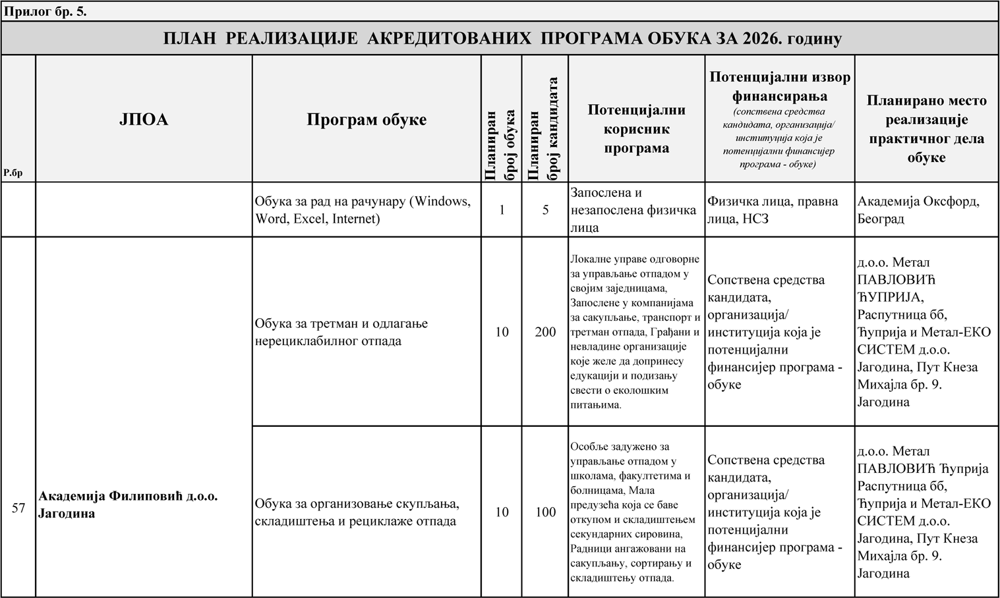 Прилог бр. 5.
ПЛАН РЕАЛИЗАЦИЈЕ АКРЕДИТОВАНИХ ПРОГРАМА ОБУКА ЗА 2026. годину
Р.бр
ЈПОА
Програм обуке
Планиран
број обука
Планиран
број кандидата
Потенцијални
корисник
програма
Потенцијални извор
финансирања
(сопствена средства
кандидата, организација/
институција која је
потенцијални финансијер
програма - обуке)
Планирано место
реализације
практичног дела
обуке
Обука за рад на рачунару (Windows,
Word, Excel, Internet)
1
5
Запослена и
незапослена физичка
лица
Физичка лица, правна
лица, НСЗ
Академија Оксфорд,
Београд
57
Академија Филиповић д.о.о.
Јагодина
Обука за третман и одлагање
нерециклабилног отпада
10
200
Локалне управе одговорне
за управљање отпадом у
својим заједницама,
Запослене у компанијама
за сакупљање, транспорт и
третман отпада, Грађани и
невладине организације
које желе да допринесу
едукацији и подизању
свести о еколошким
питањима.
Сопствена средства
кандидата,
организација/
институција која је
потенцијални
финансијер програма -
обуке
д.о.о. Метал
ПАВЛОВИЋ
ЋУПРИЈА,
Распутница бб,
Ћуприја и Метал-ЕКО
СИСТЕМ д.о.о.
Јагодина, Пут Кнеза
Михајла бр. 9.
Јагодина
Обука за организовање скупљања,
складиштења и рециклаже отпада
10
100
Особље задужено за
управљање отпадом у
школама, факултетима и
болницама, Мала
предузећа која се баве
откупом и складиштењем
секундарних сировина,
Радници ангажовани на
сакупљању, сортирању и
складиштењу отпада.
Сопствена средства
кандидата,
организација/
институција која је
потенцијални
финансијер програма -
обуке
д.о.о. Метал
ПАВЛОВИЋ Ћуприја
Распутница бб,
Ћуприја и Метал-ЕКО
СИСТЕМ д.о.о.
Јагодина, Пут Кнеза
Михајла бр. 9.
Јагодина